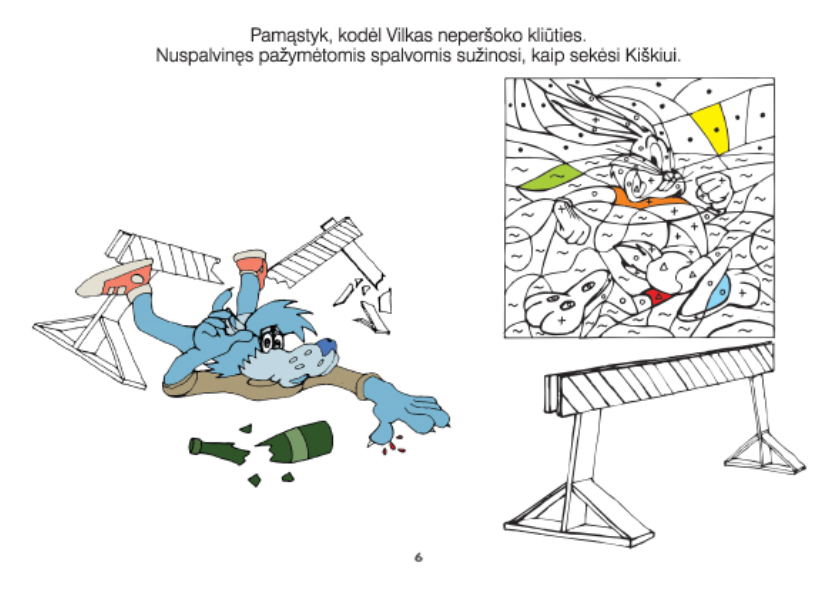 Pamąstyk, kodėl Vilkas neperšoko kliūties.
Nuspalvinęs pažymėtomis spalvomis sužinosi, kaip sekėsi Kiškiui.
6